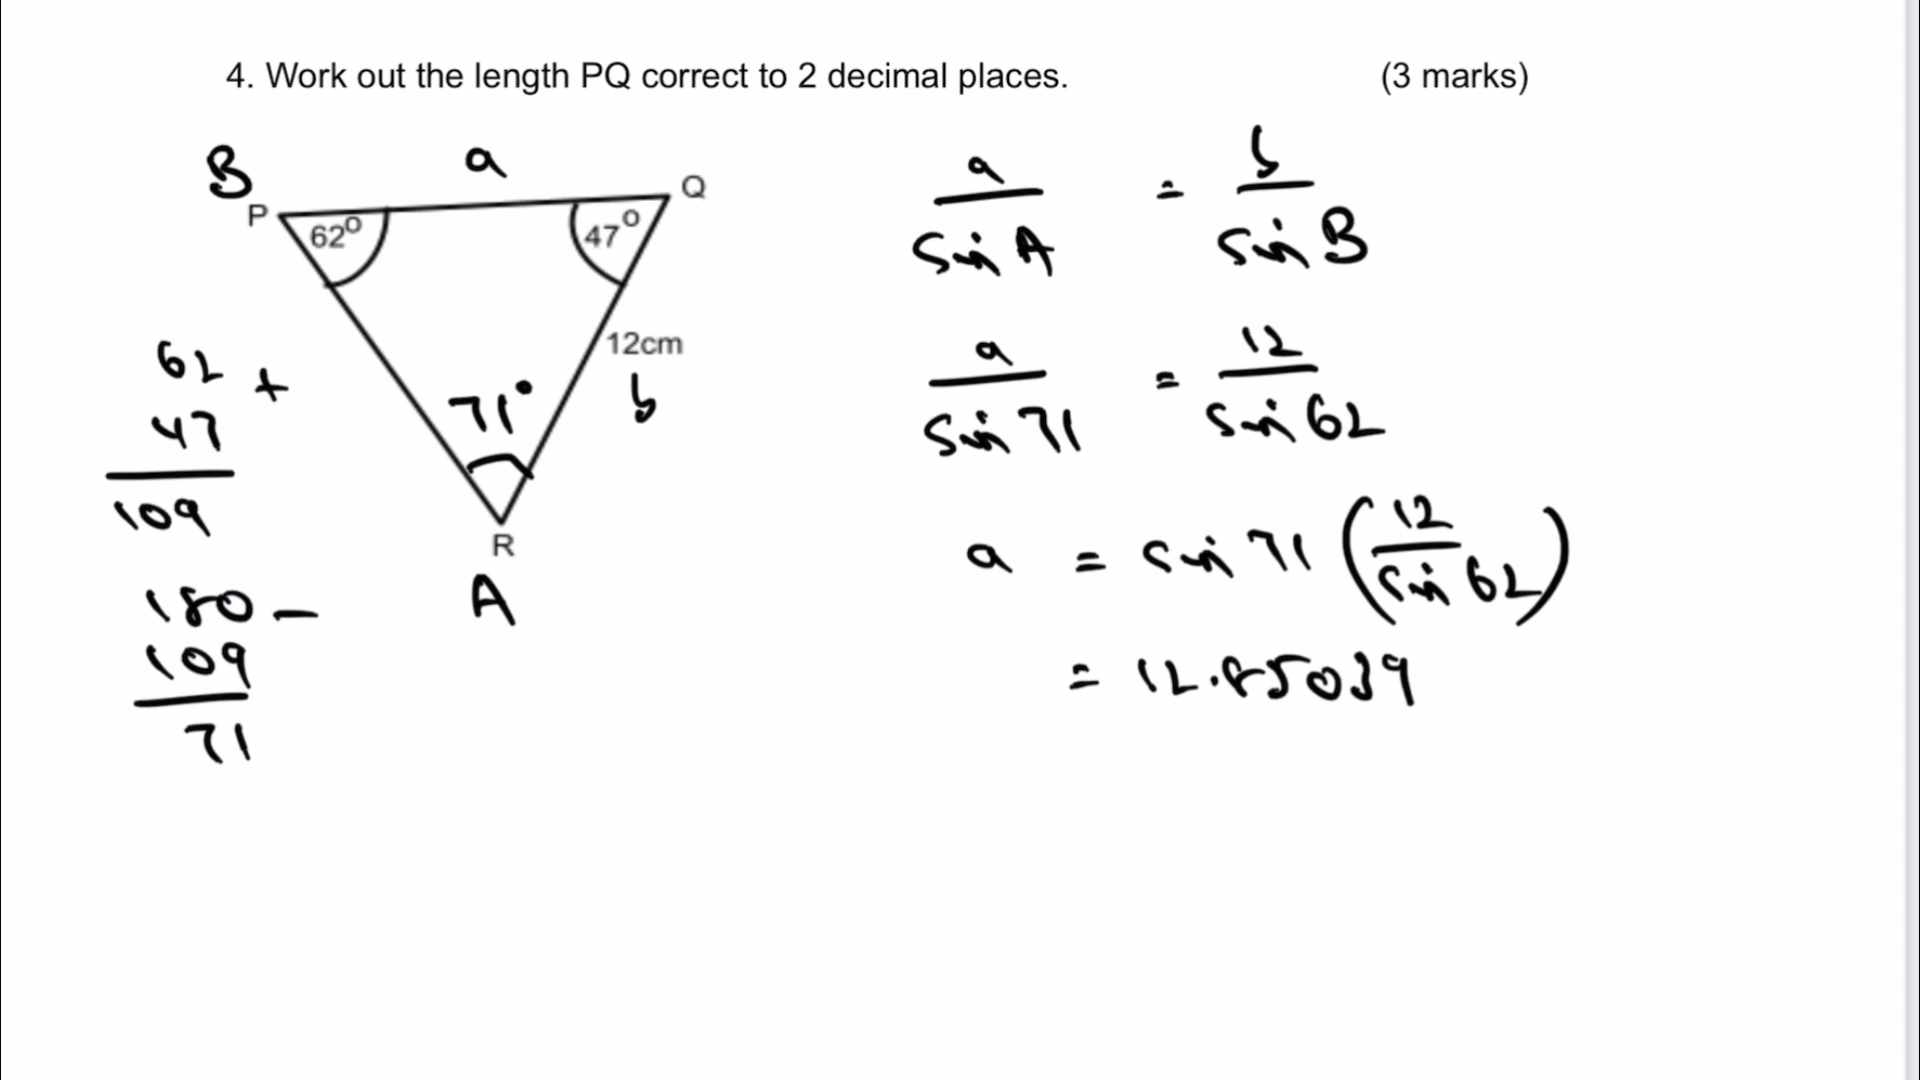 4. Work out the length PQ correct to 2 decimal places. (3 marks)
B a
P Q
62° 47°
12cm
b
71°
R
A
62 +
47
109
180 -
109
71
a/sin A = b/sin B
a/sin 71 = 12/sin 62
a = sin 71 (12/sin 62)
= 12.85039